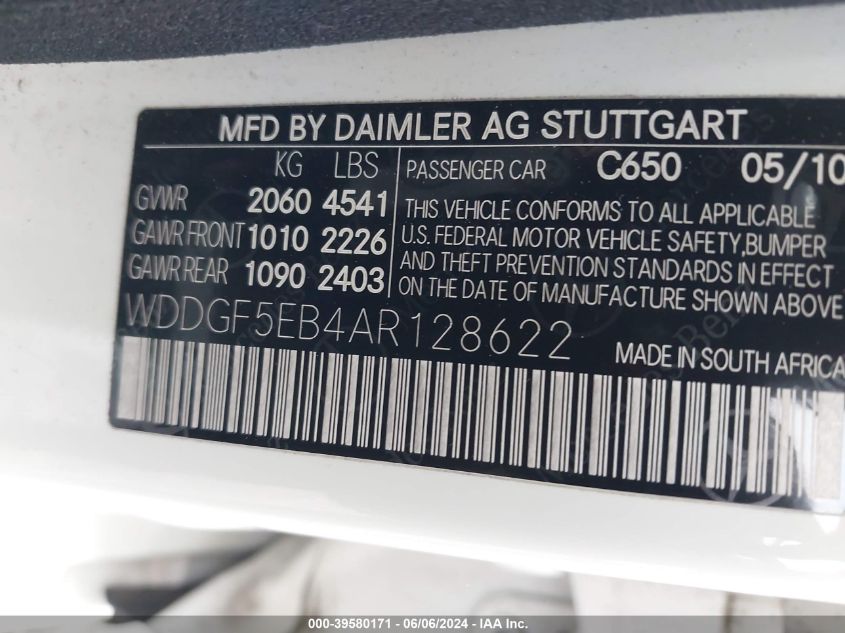 MFD BY DAIMLER AG STUTTGART
KG LBS
GVWR 2060 4541
GAWR FRONT 1010 2226
GAWR REAR 1090 2403
PASSENGER CAR C650 05/10
THIS VEHICLE CONFORMS TO ALL APPLICABLE
U.S. FEDERAL MOTOR VEHICLE SAFETY,BUMPER
AND THEFT PREVENTION STANDARDS IN EFFECT
ON THE DATE OF MANUFACTURE SHOWN ABOVE
WDDGF5EB4AR128622
MADE IN SOUTH AFRICA
000-39580171 - 06/06/2024 - IAA Inc.